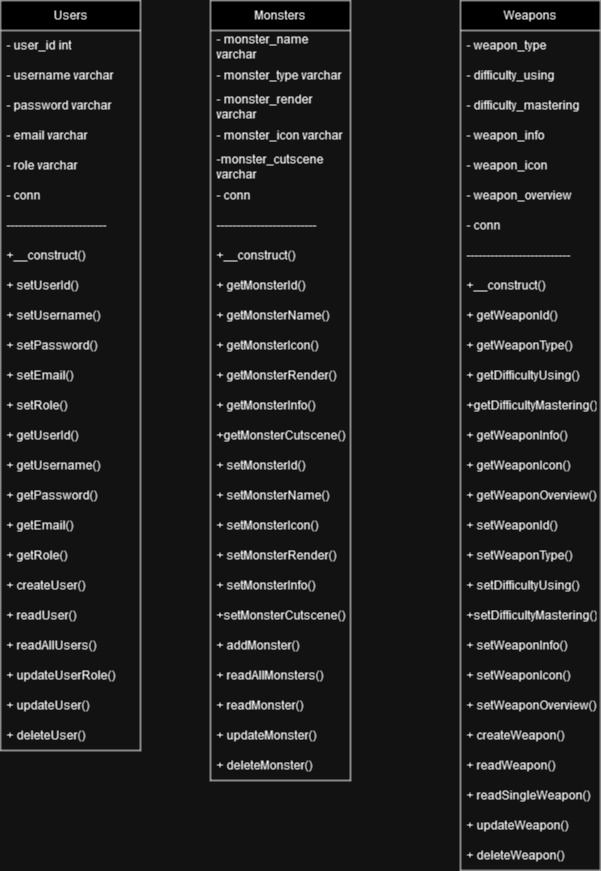 Users
- user_id int
- username varchar
- password varchar
- email varchar
- role varchar
- conn
--------------------------
+__construct()
+ setUserId()
+ setUsername()
+ setPassword()
+ setEmail()
+ setRole()
+ getUserId()
+ getUsername()
+ getPassword()
+ getEmail()
+ getRole()
+ createUser()
+ readUser()
+ readAllUsers()
+ updateUserRole()
+ updateUser()
+ deleteUser()
Monsters
- monster_name
varchar
- monster_type varchar
- monster_render
varchar
- monster_icon varchar
-monster_cutscene
varchar
- conn
--------------------------
+__construct()
+ getMonsterId()
+ getMonsterName()
+ getMonsterIcon()
+ getMonsterRender()
+ getMonsterInfo()
+getMonsterCutscene()
+ setMonsterId()
+ setMonsterName()
+ setMonsterIcon()
+ setMonsterRender()
+ setMonsterInfo()
+setMonsterCutscene()
+ addMonster()
+ readAllMonsters()
+ readMonster()
+ updateMonster()
+ deleteMonster()
Weapons
- weapon_type
- difficulty_using
- difficulty_mastering
- weapon_info
- weapon_icon
- weapon_overview
- conn
---------------------------
+__construct()
+ getWeaponId()
+ getWeaponType()
+ getDifficultyUsing()
+getDifficultyMastering()
+ getWeaponInfo()
+ getWeaponIcon()
+ getWeaponOverview()
+ setWeaponId()
+ setWeaponType()
+ setDifficultyUsing()
+setDifficultyMastering()
+ setWeaponInfo()
+ setWeaponIcon()
+ setWeaponOverview()
+ createWeapon()
+ readWeapon()
+ readSingleWeapon()
+ updateWeapon()
+ deleteWeapon()